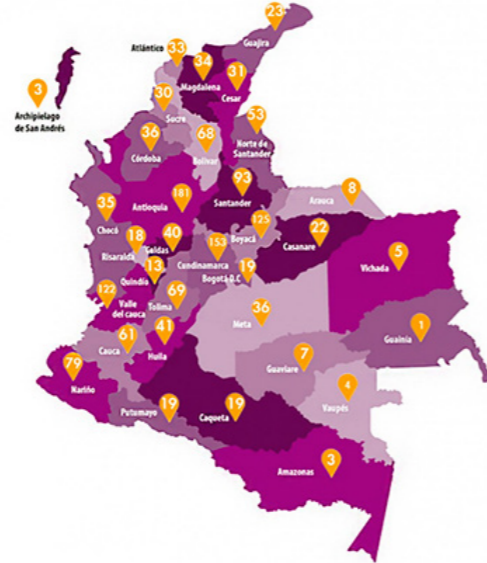 23
Guajira
Atlántico
33
34
Magdalena
31
Cesar
3
Archipielago
de San Andrés
30
Sucre
53
Norte de
Santander
36
Córdoba
68
Bolívar
93
Santander
181
Antioquia
8
Arauca
35
Chocó
125
Boyacá
22
Casanare
18
Risaralda
40
Caldas
153
Cundinamarca
5
Vichada
13
Quindío
19
Bogotá D.C
122
Valle
del cauca
69
Tolima
36
Meta
1
Guainía
61
Cauca
41
Huila
7
Guaviare
79
Nariño
4
Vaupés
19
Putumayo
19
Caqueta
3
Amazonas